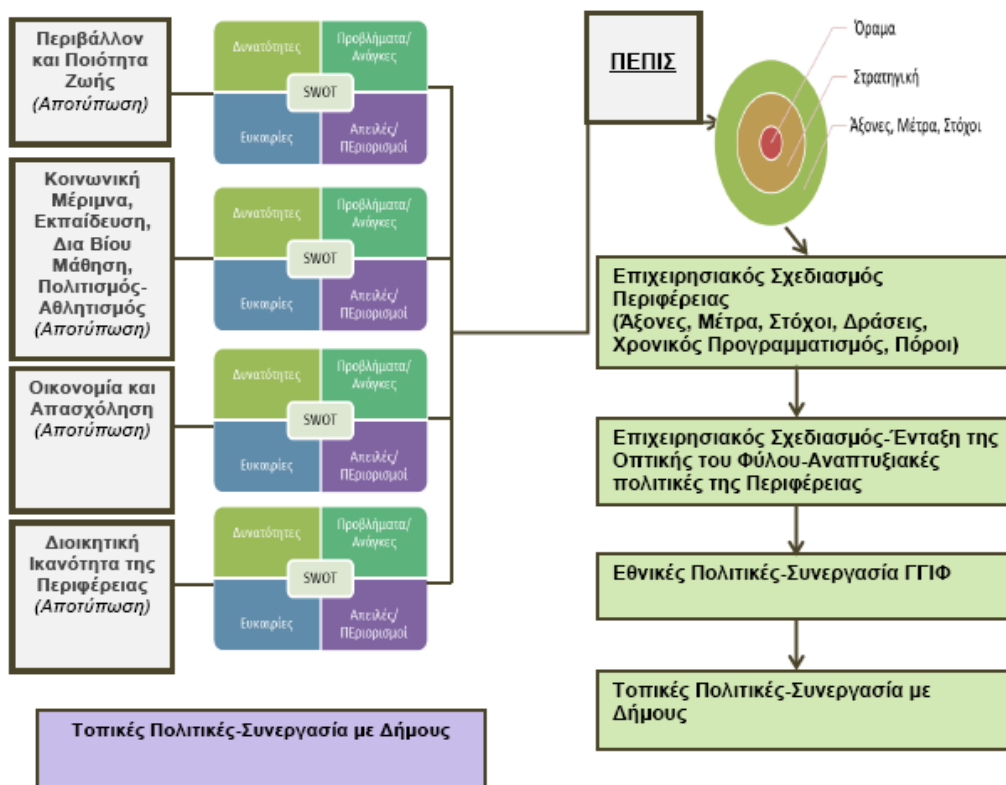 Περιβάλλον
και Ποιότητα
Ζωής
(Αποτύπωση)
Δυνατότητες
Προβλήματα/
Ανάγκες
SWOT
Ευκαιρίες
Απειλές/
ΠΕριορισμοί
Κοινωνική
Μέριμνα,
Εκπαίδευση,
Δια Βίου
Μάθηση,
Πολιτισμός-
Αθλητισμός
(Αποτύπωση)
Δυνατότητες
Προβλήματα/
Ανάγκες
SWOT
Ευκαιρίες
Απειλές/
ΠΕριορισμοί
Οικονομία και
Απασχόληση
(Αποτύπωση)
Δυνατότητες
Προβλήματα/
Ανάγκες
SWOT
Ευκαιρίες
Απειλές/
ΠΕριορισμοί
Διοικητική
Ικανότητα της
Περιφέρειας
(Αποτύπωση)
Δυνατότητες
Προβλήματα/
Ανάγκες
SWOT
Ευκαιρίες
Απειλές/
ΠΕριορισμοί
Τοπικές Πολιτικές-Συνεργασία με Δήμους
ΠΕΠΙΣ
Όραμα
Στρατηγική
Άξονες, Μέτρα, Στόχοι
Επιχειρησιακός Σχεδιασμός
Περιφέρειας
(Άξονες, Μέτρα, Στόχοι, Δράσεις,
Χρονικός Προγραμματισμός, Πόροι)
Επιχειρησιακός Σχεδιασμός-Ένταξη της
Οπτικής του Φύλου-Αναπτυξιακές
πολιτικές της Περιφέρειας
Εθνικές Πολιτικές-Συνεργασία ΓΓΙΦ
Τοπικές Πολιτικές-Συνεργασία με
Δήμους